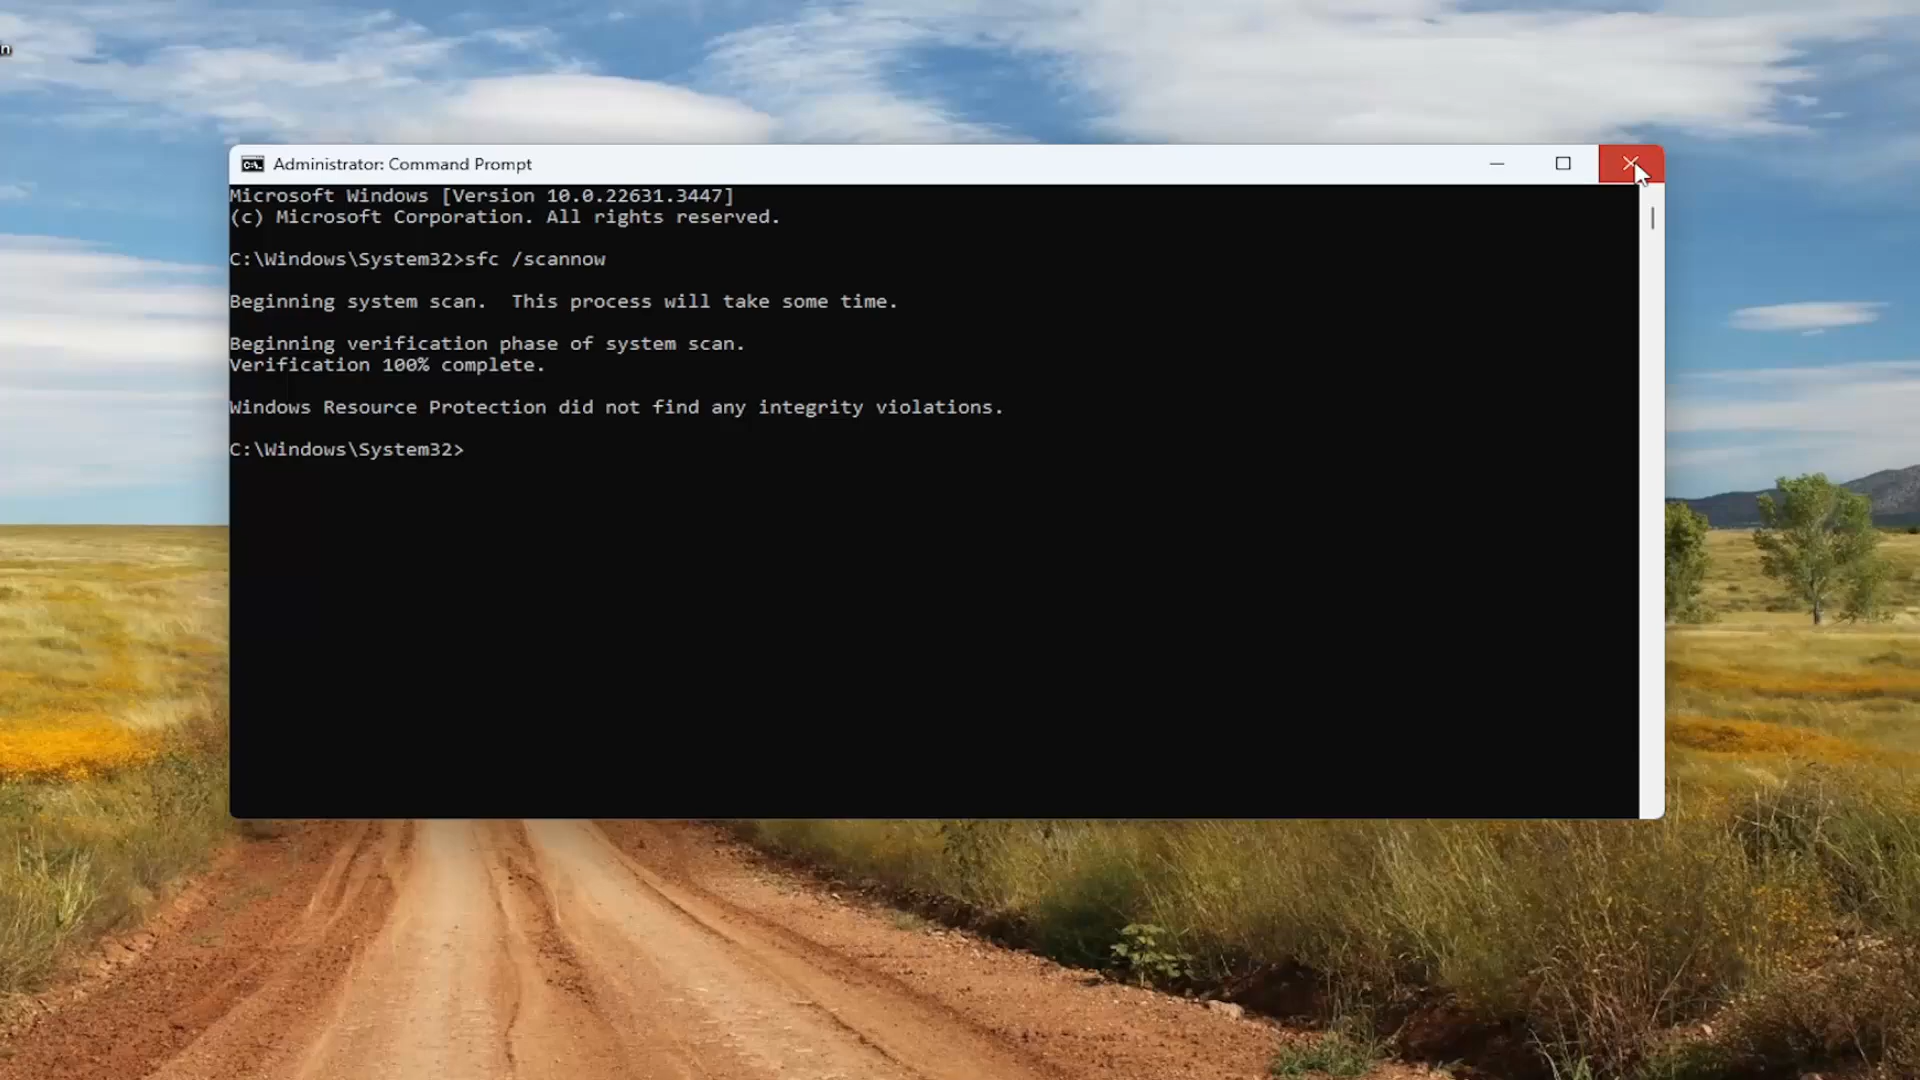 n
Administrator: Command Prompt
Microsoft Windows [Version 10.0.22631.3447]
(c) Microsoft Corporation. All rights reserved.
C:\Windows\System32>sfc /scannow
Beginning system scan.  This process will take some time.
Beginning verification phase of system scan.
Verification 100% complete.
Windows Resource Protection did not find any integrity violations.
C:\Windows\System32>